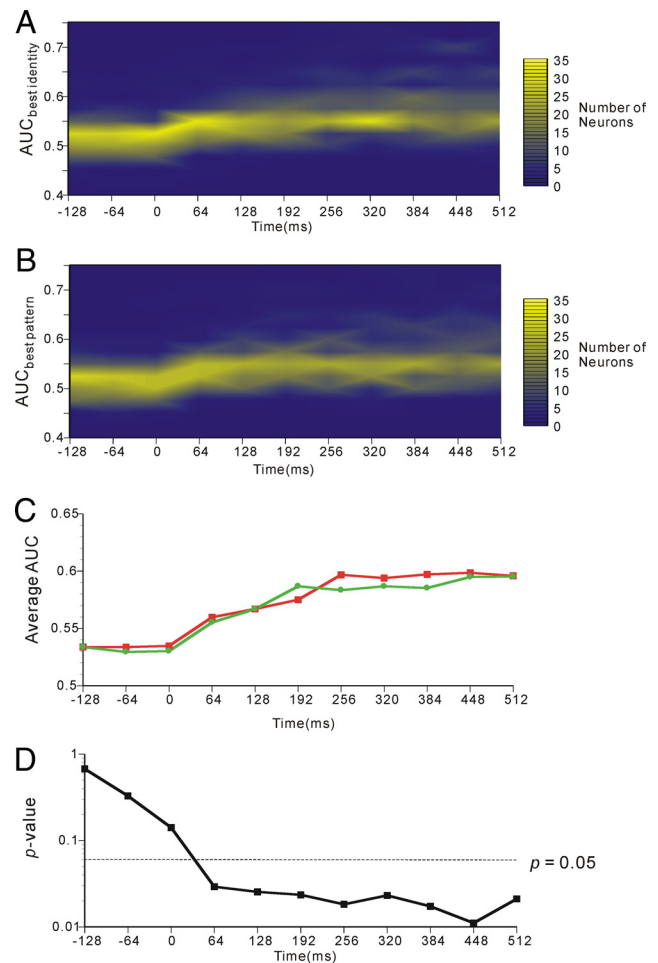 A
AUCbest identity
0.7
0.6
0.5
0.4
-128 -64 0 64 128 192 256 320 384 448 512
Time(ms)
35
30
25
20
15
10
5
0
Number of
Neurons
B
AUCbest pattern
0.7
0.6
0.5
0.4
-128 -64 0 64 128 192 256 320 384 448 512
Time(ms)
35
30
25
20
15
10
5
0
Number of
Neurons
C
Average AUC
0.65
0.6
0.55
0.5
-128 -64 0 64 128 192 256 320 384 448 512
Time(ms)
D
p-value
1
0.1
0.01
p = 0.05
-128 -64 0 64 128 192 256 320 384 448 512
Time(ms)